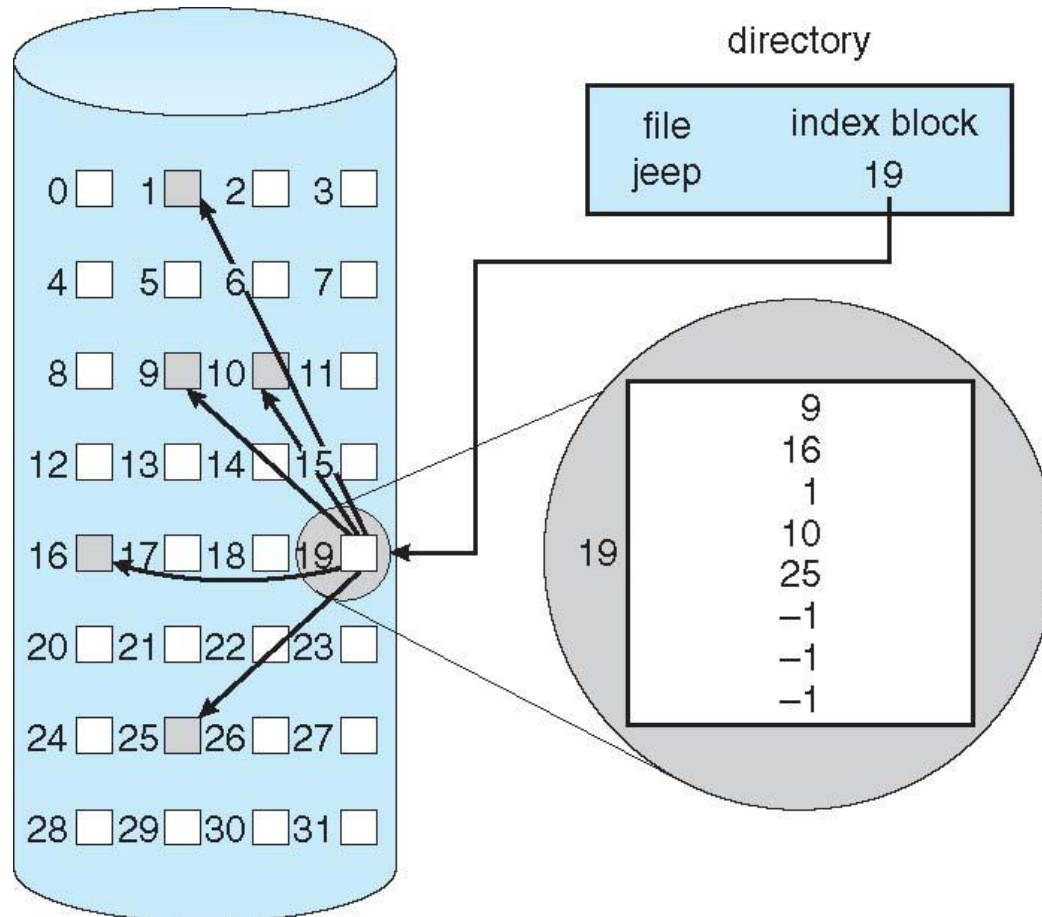 directory
file index block
jeep 19
0 1 2 3
4 5 6 7
8 9 10 11
12 13 14 15
16 17 18 19
20 21 22 23
24 25 26 27
28 29 30 31
19
9
16
1
10
25
–1
–1
–1